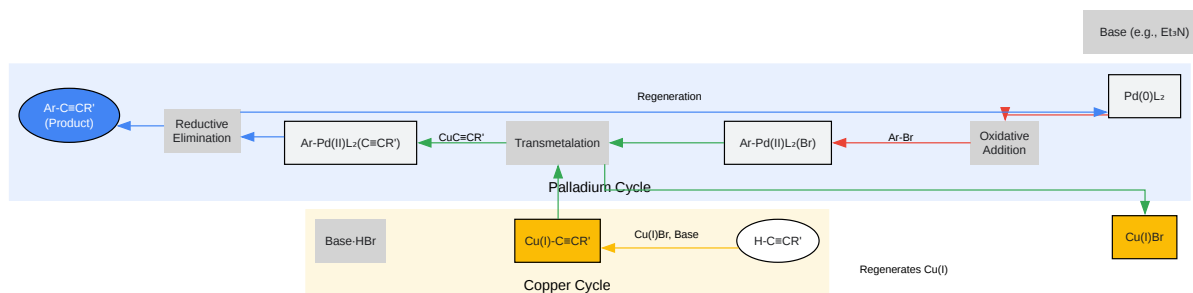 Base (e.g., Et₃N)
Ar-C≡CR'
(Product)
Regeneration
Pd(0)L₂
Reductive
Elimination
Ar-Pd(II)L₂(C≡CR')
CuC≡CR'
Transmetalation
Ar-Pd(II)L₂(Br)
Ar-Br
Oxidative
Addition
Palladium Cycle
Base·HBr
Cu(I)-C≡CR'
Cu(I)Br, Base
H-C≡CR'
Cu(I)Br
Regenerates Cu(I)
Copper Cycle